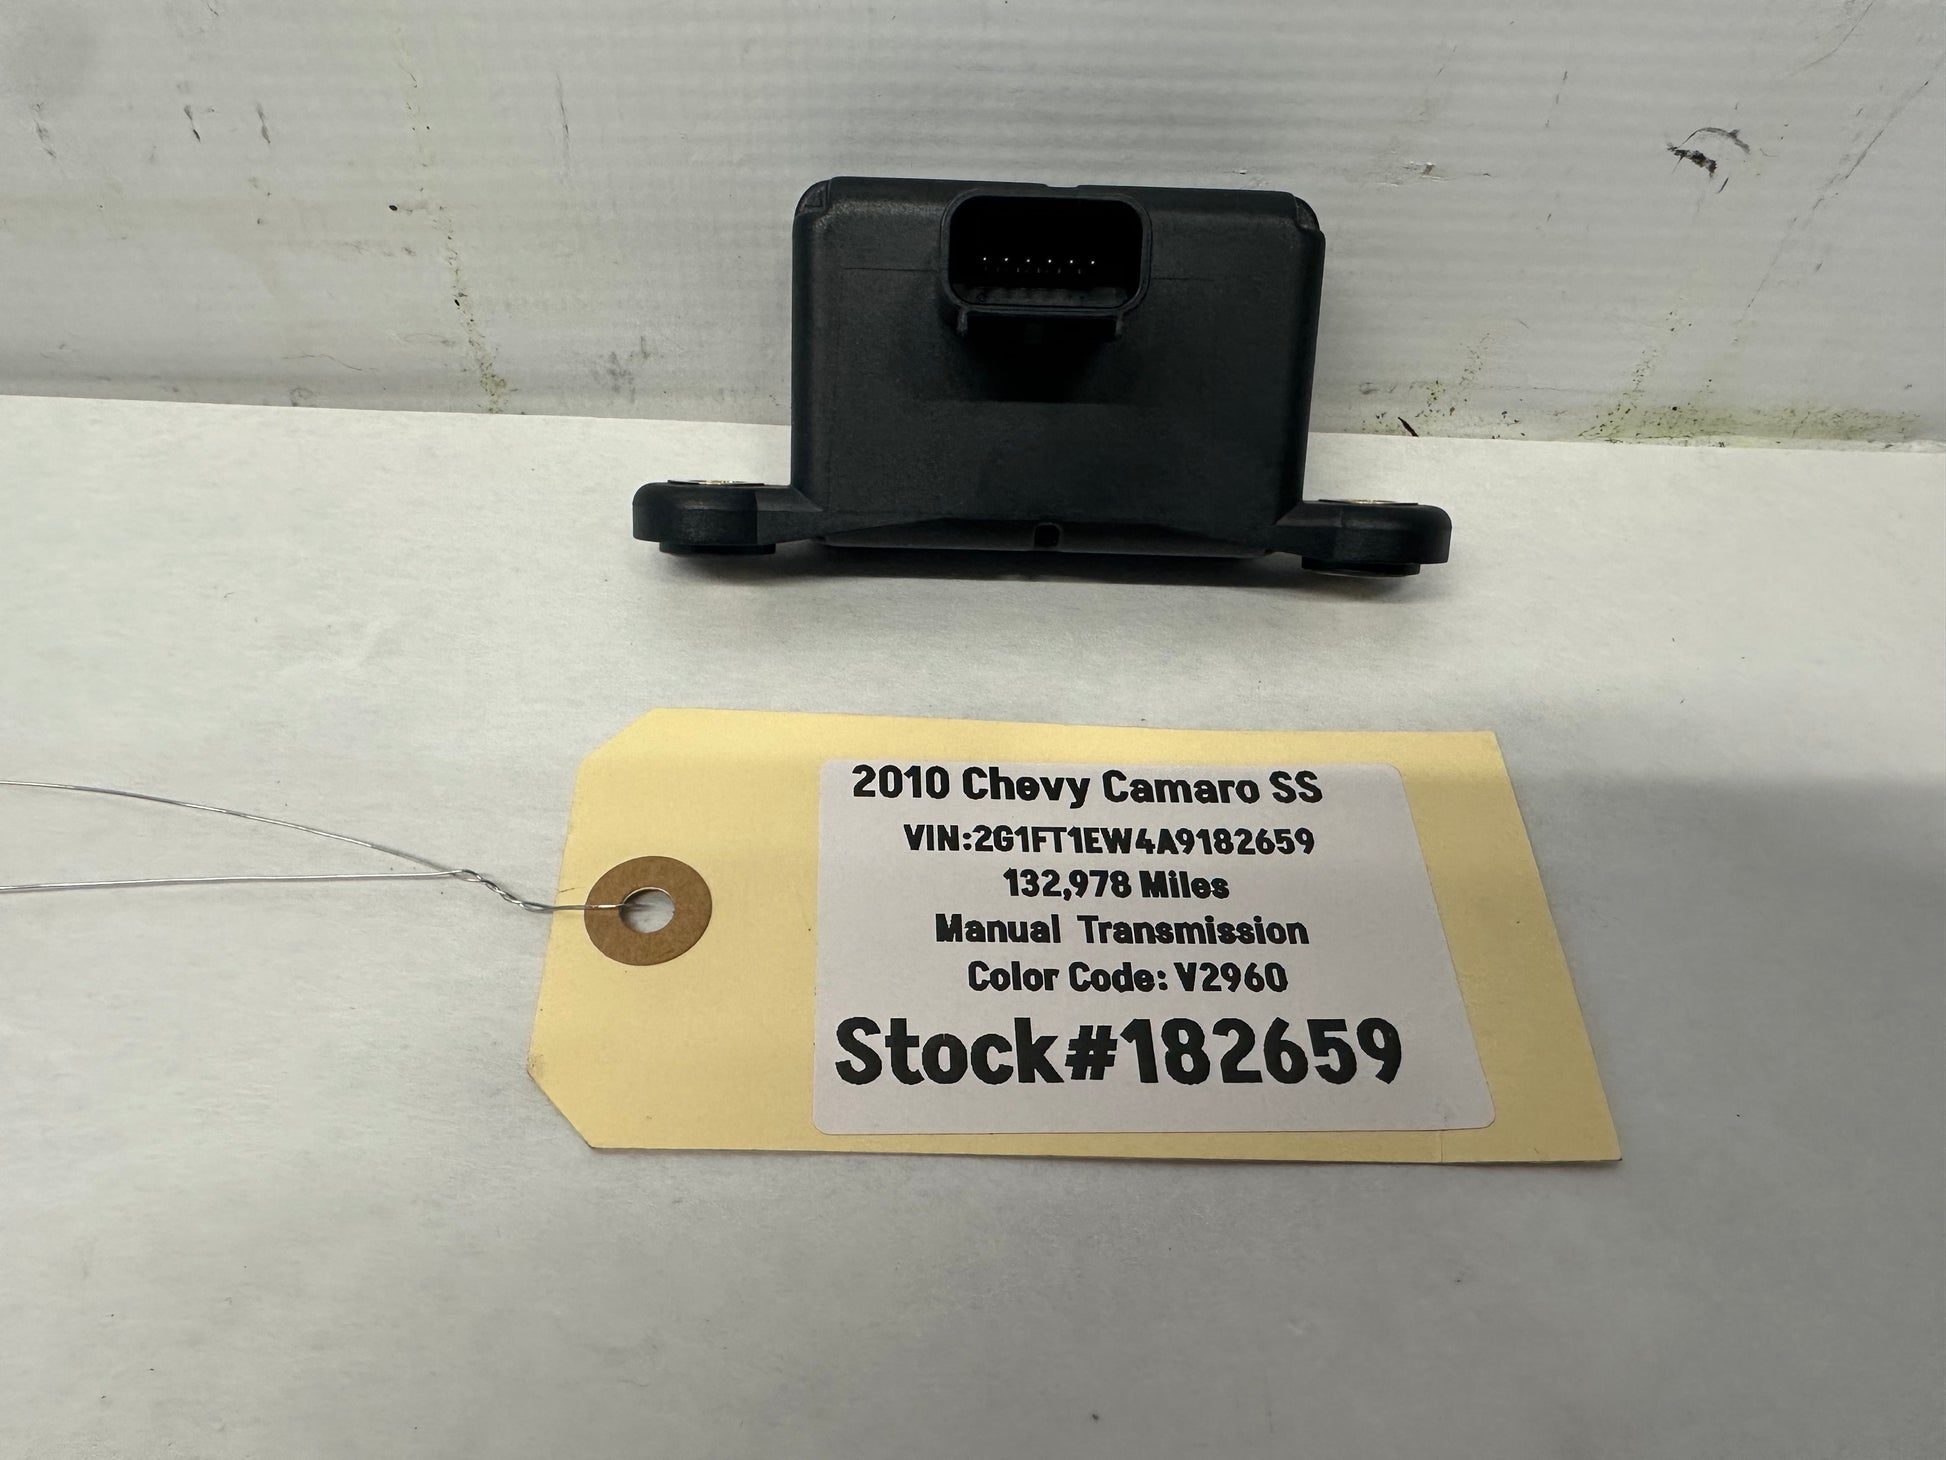 2010 Chevy Camaro SS
VIN:2G1FT1EW4A9182659
132,978 Miles
Manual Transmission
Color Code: V2960
Stock#182659